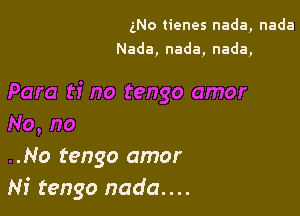 ¿No tienes nada, nada
Nada, nada, nada,
Para ti no tengo amor
No, no
..No tengo amor
Ni tengo nada....